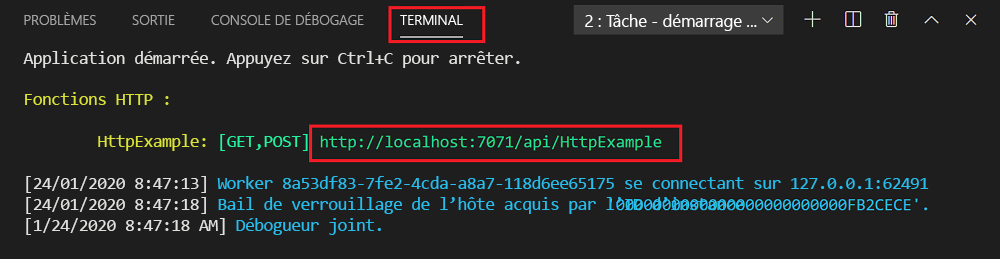 PROBLÈMES SORTIE CONSOLE DE DÉBOGAGE TERMINAL 2 : Tâche - démarrage ...
Application démarrée. Appuyez sur Ctrl+C pour arrêter.
Fonctions HTTP :
HttpExample: [GET,POST] http://localhost:7071/api/HttpExample
[24/01/2020 8:47:13] Worker 8a53df83-7fe2-4cda-a8a7-118d6ee65175 se connectant sur 127.0.0.1:62491
[24/01/2020 8:47:18] Bail de verrouillage de l’hôte acquis par
[1/24/2020 8:47:18 AM] Débogueur joint.